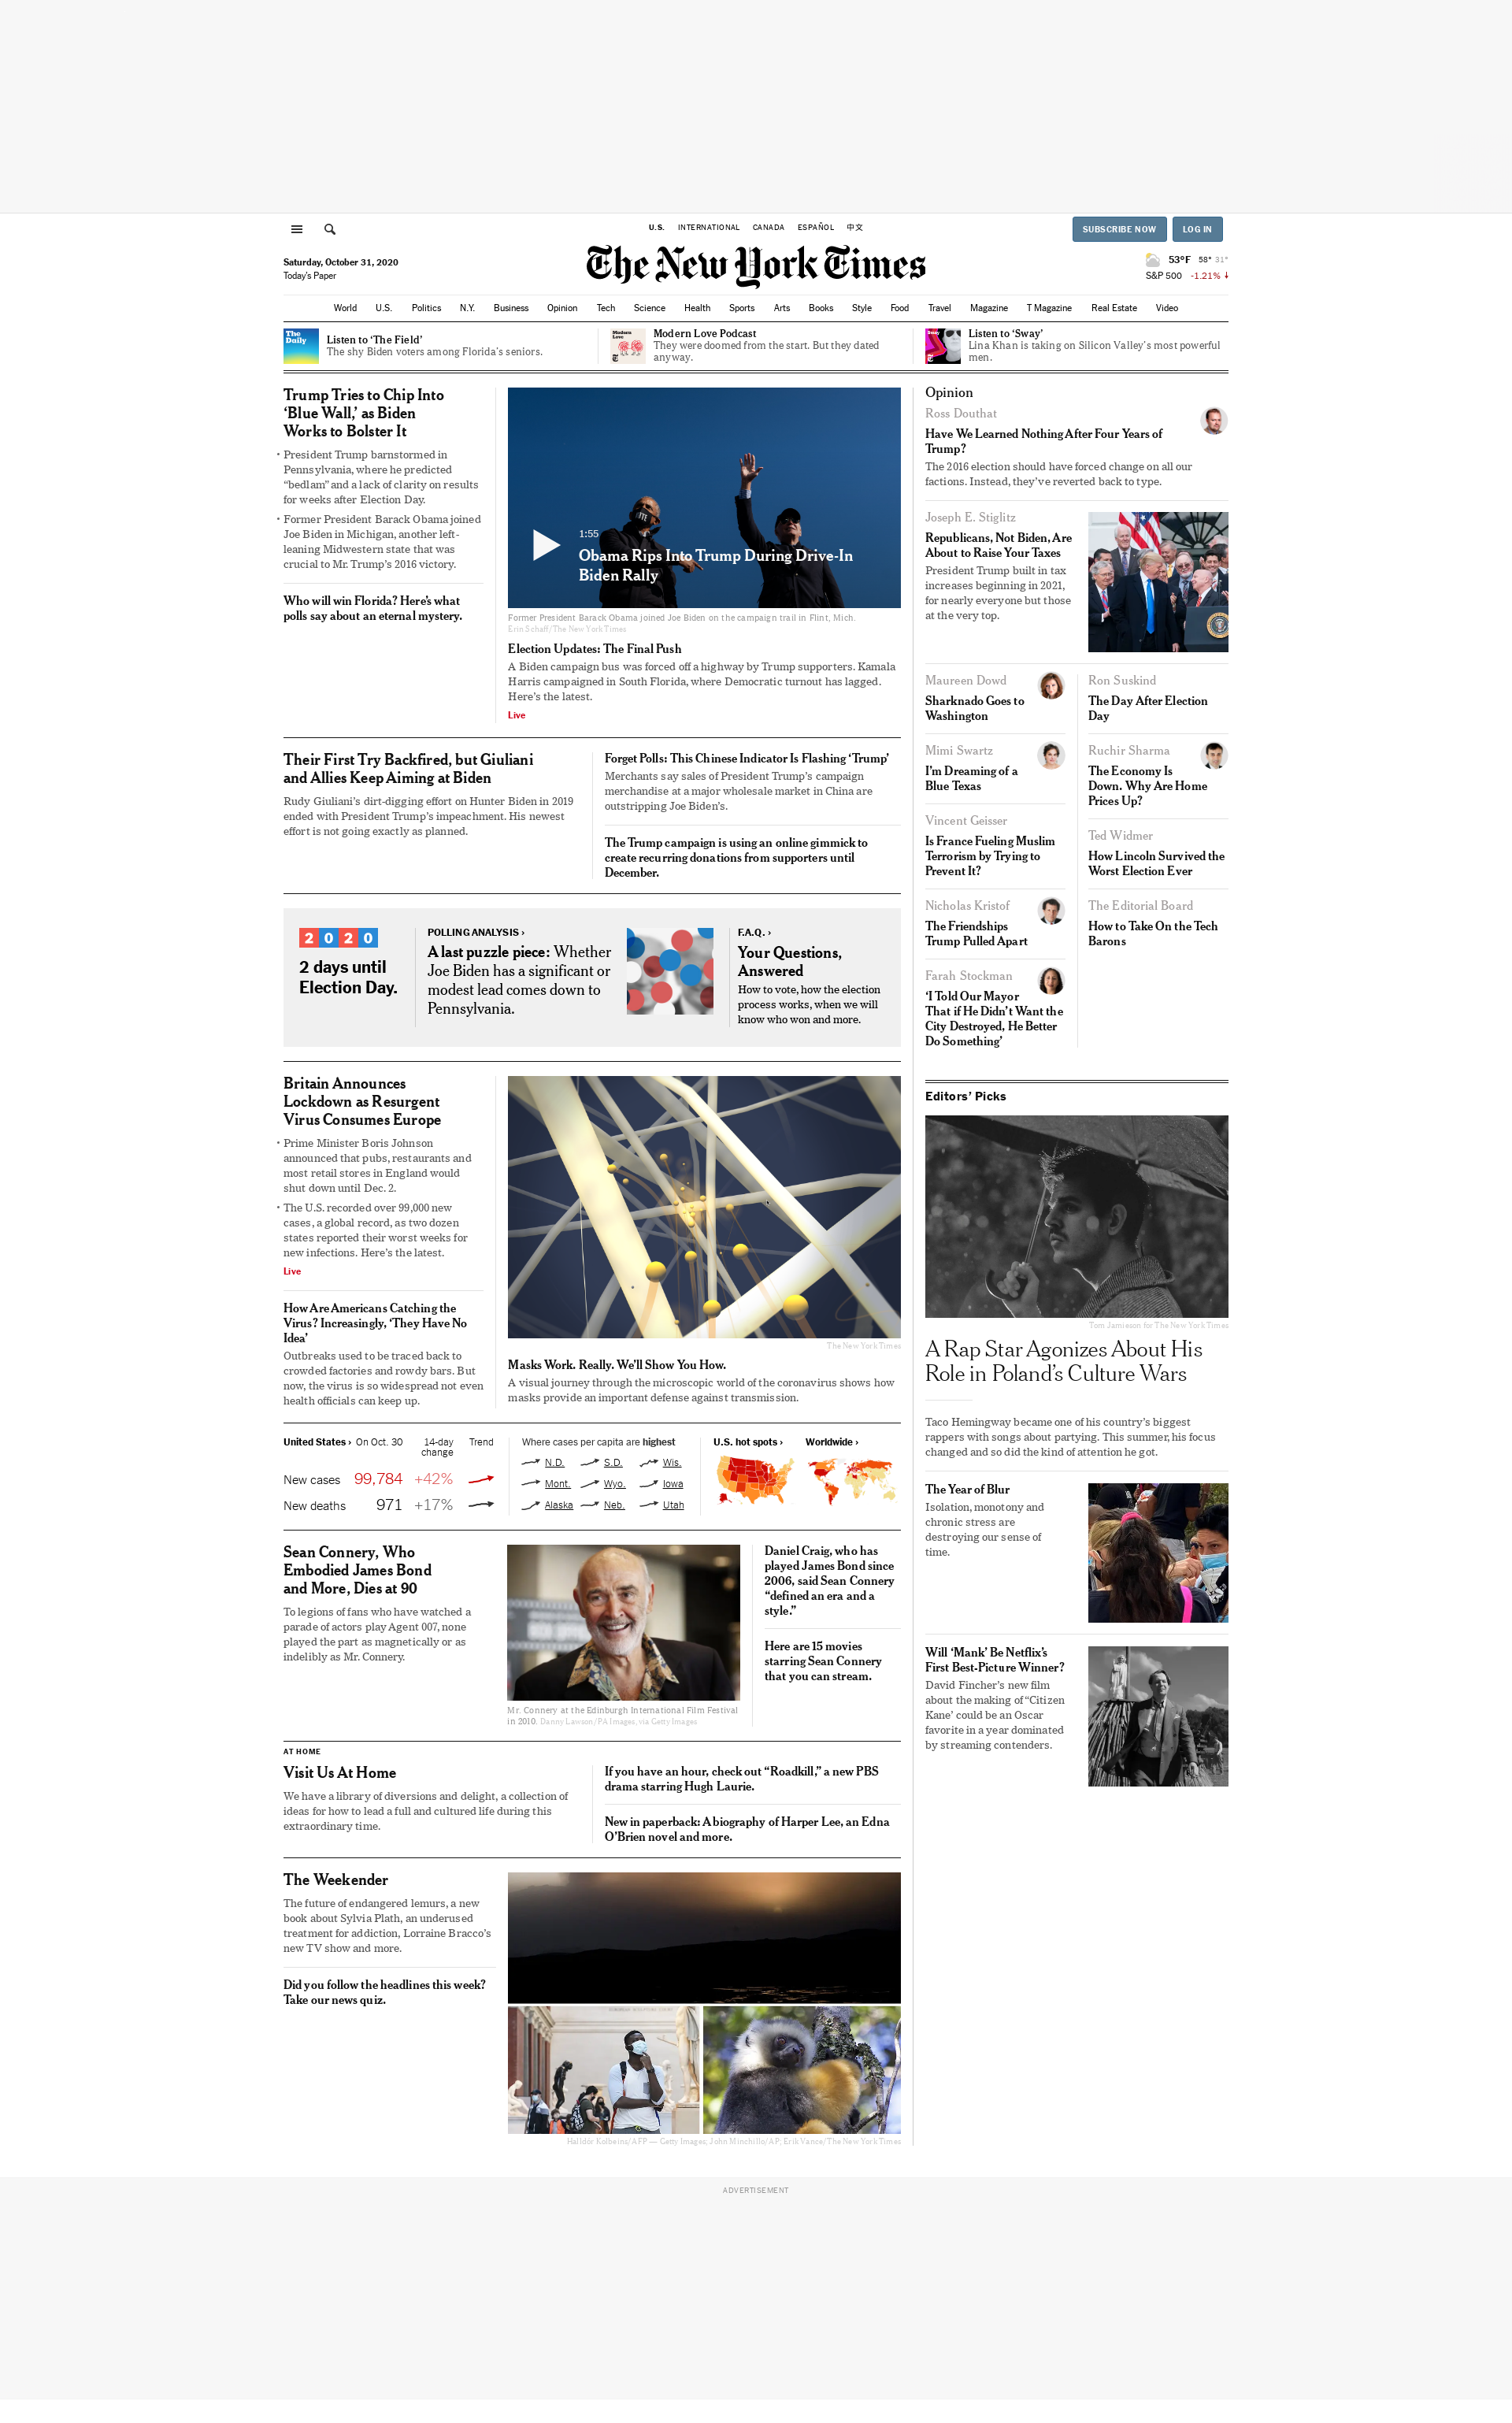 U.S.
INTERNATIONAL
CANADA
ESPAÑOL
中文
SUBSCRIBE NOW
LOG IN
Saturday, October 31, 2020
Today's Paper
The New York Times
53°F 58° 31°
S&P 500 -1.21%
World
U.S.
Politics
N.Y.
Business
Opinion
Tech
Science
Health
Sports
Arts
Books
Style
Food
Travel
Magazine
T Magazine
Real Estate
Video
The
Daily
Listen to ‘The Field’
The shy Biden voters among Florida's seniors.
Modern
Love
Modern Love Podcast
They were doomed from the start. But they dated
anyway.
Sway
Listen to ‘Sway’
Lina Khan is taking on Silicon Valley's most powerful
men.
Trump Tries to Chip Into
‘Blue Wall,’ as Biden
Works to Bolster It
• President Trump barnstormed in
Pennsylvania, where he predicted
“bedlam” and a lack of clarity on results
for weeks after Election Day.
• Former President Barack Obama joined
Joe Biden in Michigan, another left-
leaning Midwestern state that was
crucial to Mr. Trump's 2016 victory.
Who will win Florida? Here's what
polls say about an eternal mystery.
1:55
Obama Rips Into Trump During Drive-In
Biden Rally
Former President Barack Obama joined Joe Biden on the campaign trail in Flint, Mich.
Erin Schaff/The New York Times
Election Updates: The Final Push
A Biden campaign bus was forced off a highway by Trump supporters. Kamala
Harris campaigned in South Florida, where Democratic turnout has lagged.
Here's the latest.
Live
Their First Try Backfired, but Giuliani
and Allies Keep Aiming at Biden
Rudy Giuliani's dirt-digging effort on Hunter Biden in 2019
ended with President Trump's impeachment. His newest
effort is not going exactly as planned.
Forget Polls: This Chinese Indicator Is Flashing ‘Trump’
Merchants say sales of President Trump's campaign
merchandise at a major wholesale market in China are
outstripping Joe Biden's.
The Trump campaign is using an online gimmick to
create recurring donations from supporters until
December.
2020
2 days until
Election Day.
POLLING ANALYSIS ›
A last puzzle piece: Whether
Joe Biden has a significant or
modest lead comes down to
Pennsylvania.
F.A.Q. ›
Your Questions,
Answered
How to vote, how the election
process works, when we will
know who won and more.
Britain Announces
Lockdown as Resurgent
Virus Consumes Europe
• Prime Minister Boris Johnson
announced that pubs, restaurants and
most retail stores in England would
shut down until Dec. 2.
• The U.S. recorded over 99,000 new
cases, a global record, as two dozen
states reported their worst weeks for
new infections. Here's the latest.
Live
How Are Americans Catching the
Virus? Increasingly, ‘They Have No
Idea’
Outbreaks used to be traced back to
crowded factories and rowdy bars. But
now, the virus is so widespread not even
health officials can keep up.
The New York Times
Masks Work. Really. We'll Show You How.
A visual journey through the microscopic world of the coronavirus shows how
masks provide an important defense against transmission.
United States › On Oct. 30 14-day
change
Trend
New cases 99,784 +42%
New deaths 971 +17%
Where cases per capita are highest
N.D. S.D. Wis.
Mont. Wyo. Iowa
Alaska Neb. Utah
U.S. hot spots ›
Worldwide ›
Sean Connery, Who
Embodied James Bond
and More, Dies at 90
To legions of fans who have watched a
parade of actors play Agent 007, none
played the part as magnetically or as
indelibly as Mr. Connery.
Mr. Connery at the Edinburgh International Film Festival
in 2010. Danny Lawson/PA Images, via Getty Images
Daniel Craig, who has
played James Bond since
2006, said Sean Connery
“defined an era and a
style.”
Here are 15 movies
starring Sean Connery
that you can stream.
AT HOME
Visit Us At Home
We have a library of diversions and delight, a collection of
ideas for how to lead a full and cultured life during this
extraordinary time.
If you have an hour, check out “Roadkill,” a new PBS
drama starring Hugh Laurie.
New in paperback: A biography of Harper Lee, an Edna
O'Brien novel and more.
The Weekender
The future of endangered lemurs, a new
book about Sylvia Plath, an underused
treatment for addiction, Lorraine Bracco's
new TV show and more.
Did you follow the headlines this week?
Take our news quiz.
Halldór Kolbeins/AFP — Getty Images; John Minchillo/AP; Erik Vance/The New York Times
Opinion
Ross Douthat
Have We Learned Nothing After Four Years of
Trump?
The 2016 election should have forced change on all our
factions. Instead, they've reverted back to type.
Joseph E. Stiglitz
Republicans, Not Biden, Are
About to Raise Your Taxes
President Trump built in tax
increases beginning in 2021,
for nearly everyone but those
at the very top.
Maureen Dowd
Sharknado Goes to
Washington
Mimi Swartz
I'm Dreaming of a
Blue Texas
Vincent Geisser
Is France Fueling Muslim
Terrorism by Trying to
Prevent It?
Nicholas Kristof
The Friendships
Trump Pulled Apart
Farah Stockman
‘I Told Our Mayor
That if He Didn't Want the
City Destroyed, He Better
Do Something’
Ron Suskind
The Day After Election
Day
Ruchir Sharma
The Economy Is
Down. Why Are Home
Prices Up?
Ted Widmer
How Lincoln Survived the
Worst Election Ever
The Editorial Board
How to Take On the Tech
Barons
Editors’ Picks
Tom Jamieson for The New York Times
A Rap Star Agonizes About His
Role in Poland's Culture Wars
Taco Hemingway became one of his country's biggest
rappers with songs about partying. This summer, his focus
changed and so did the kind of attention he got.
The Year of Blur
Isolation, monotony and
chronic stress are
destroying our sense of
time.
Will ‘Mank’ Be Netflix's
First Best-Picture Winner?
David Fincher's new film
about the making of “Citizen
Kane’ could be an Oscar
favorite in a year dominated
by streaming contenders.
ADVERTISEMENT